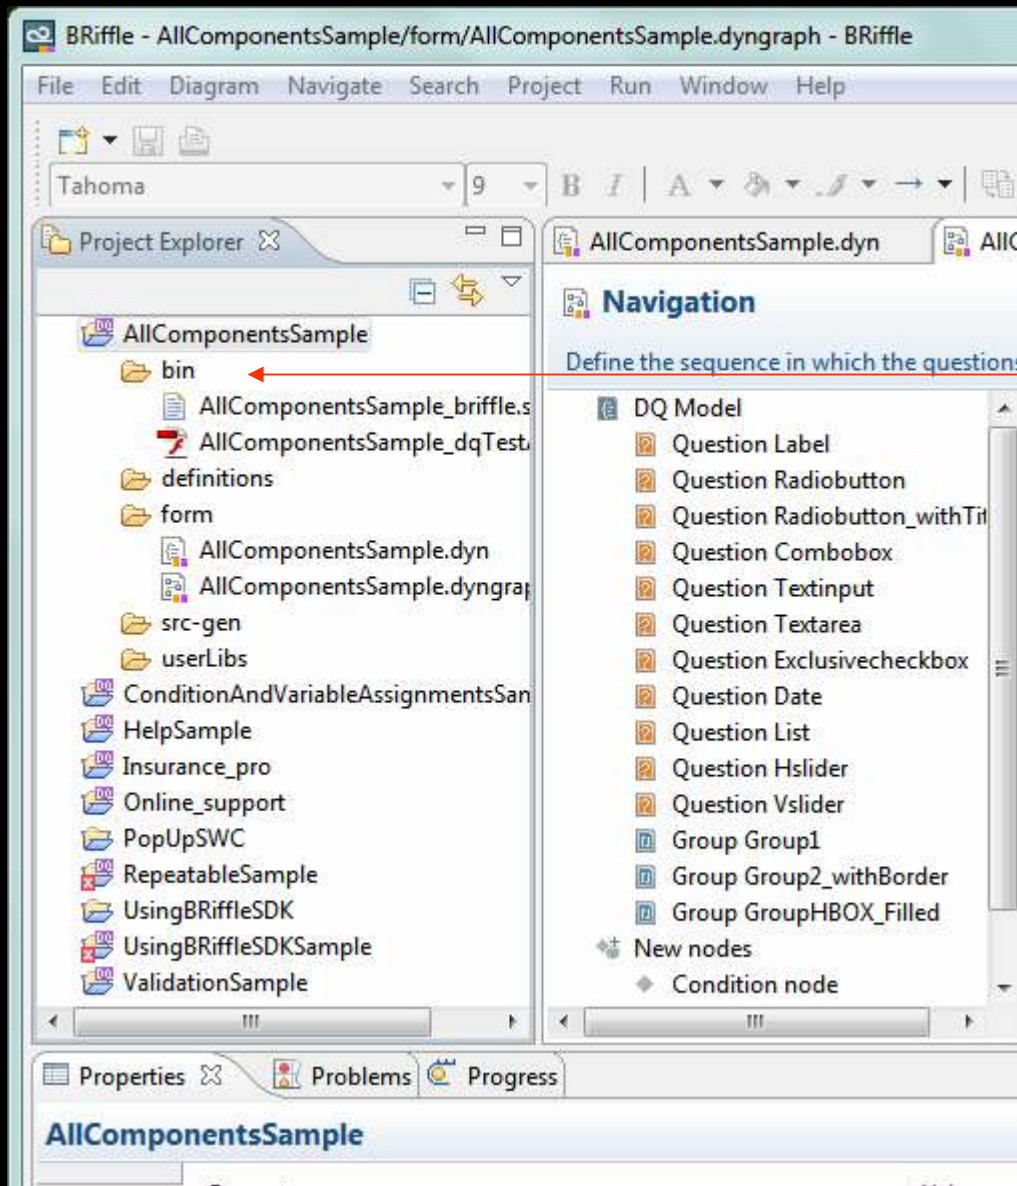 BRiffle - AllComponentsSample/form/AllComponentsSample.dyngraph - BRiffle
File Edit Diagram Navigate Search Project Run Window Help
Tahoma 9 B I A
Project Explorer
AllComponentsSample
bin
AllComponentsSample_briffle.s
AllComponentsSample_dqTest
definitions
form
AllComponentsSample.dyn
AllComponentsSample.dyngra
src-gen
userLibs
ConditionAndVariableAssignmentsSan
HelpSample
Insurance_pro
Online_support
PopUpSWC
RepeatableSample
UsingBRiffleSDK
UsingBRiffleSDKSample
ValidationSample
AllComponentsSample.dyn AllC
Navigation
Define the sequence in which the questions
DQ Model
Question Label
Question Radiobutton
Question Radiobutton_withTit
Question Combobox
Question Textinput
Question Textarea
Question Exclusivecheckbox
Question Date
Question List
Question Hslider
Question Vslider
Group Group1
Group Group2_withBorder
Group GroupHBOX_Filled
New nodes
Condition node
Properties Problems Progress
AllComponentsSample